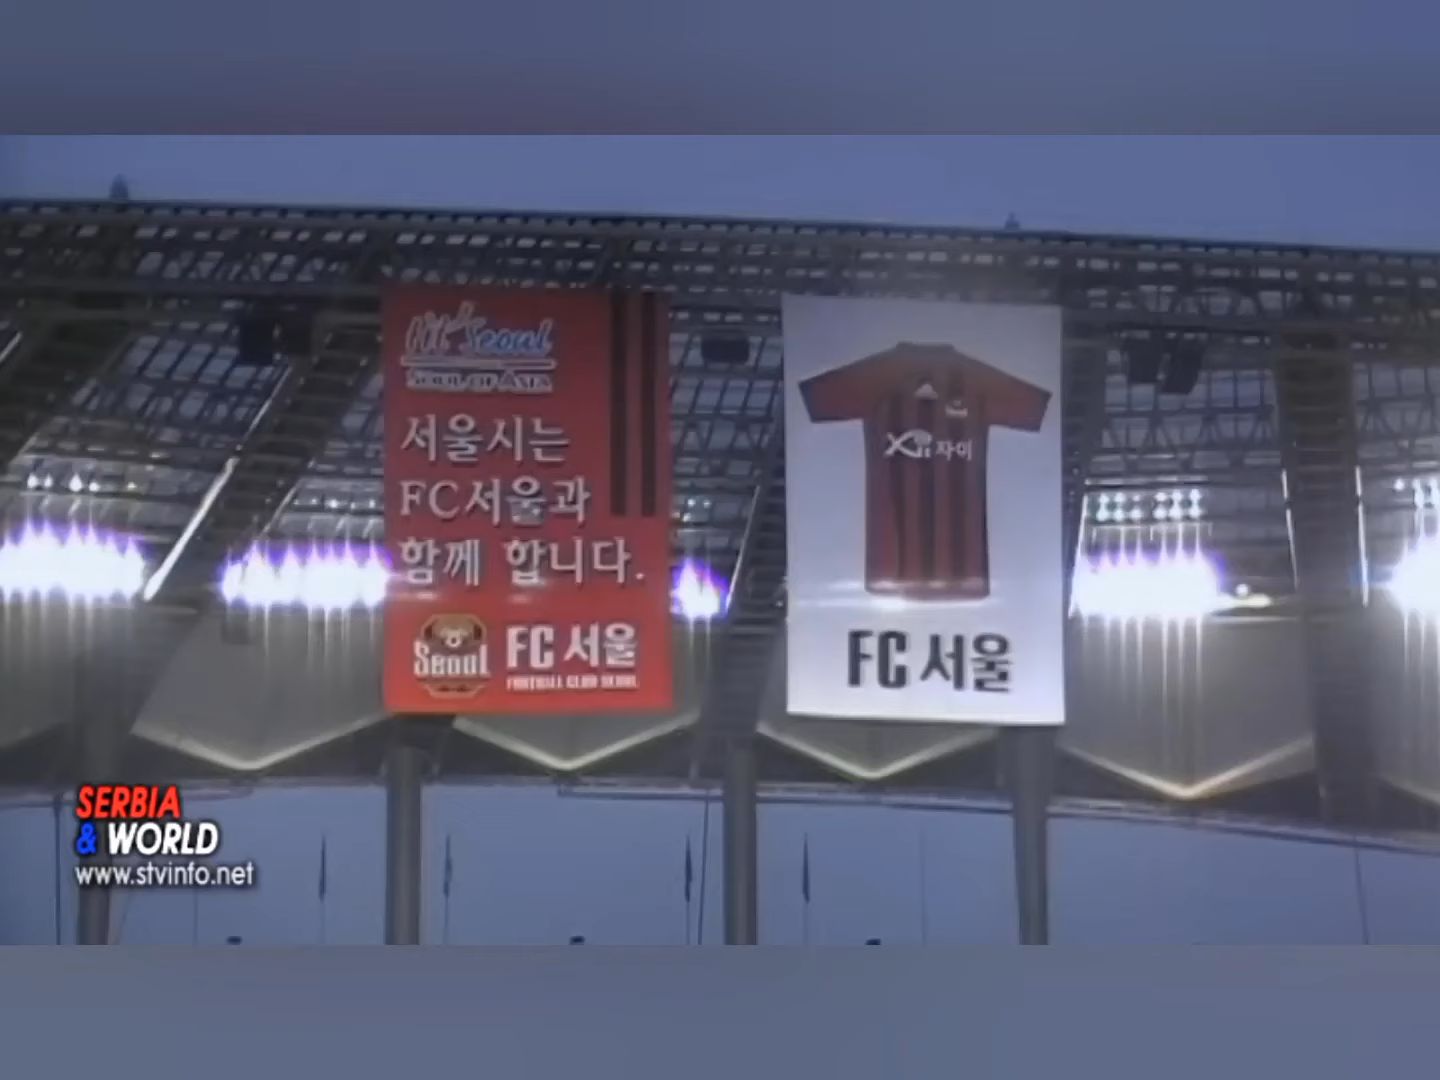 Hi Seoul
SOUL OF ASIA
서울시는
FC서울과
함께 합니다.
Seoul
FC 서울
FOOTBALL CLUB SEOUL
Xi 자이
FC 서울
SERBIA
& WORLD
www.stvinfo.net